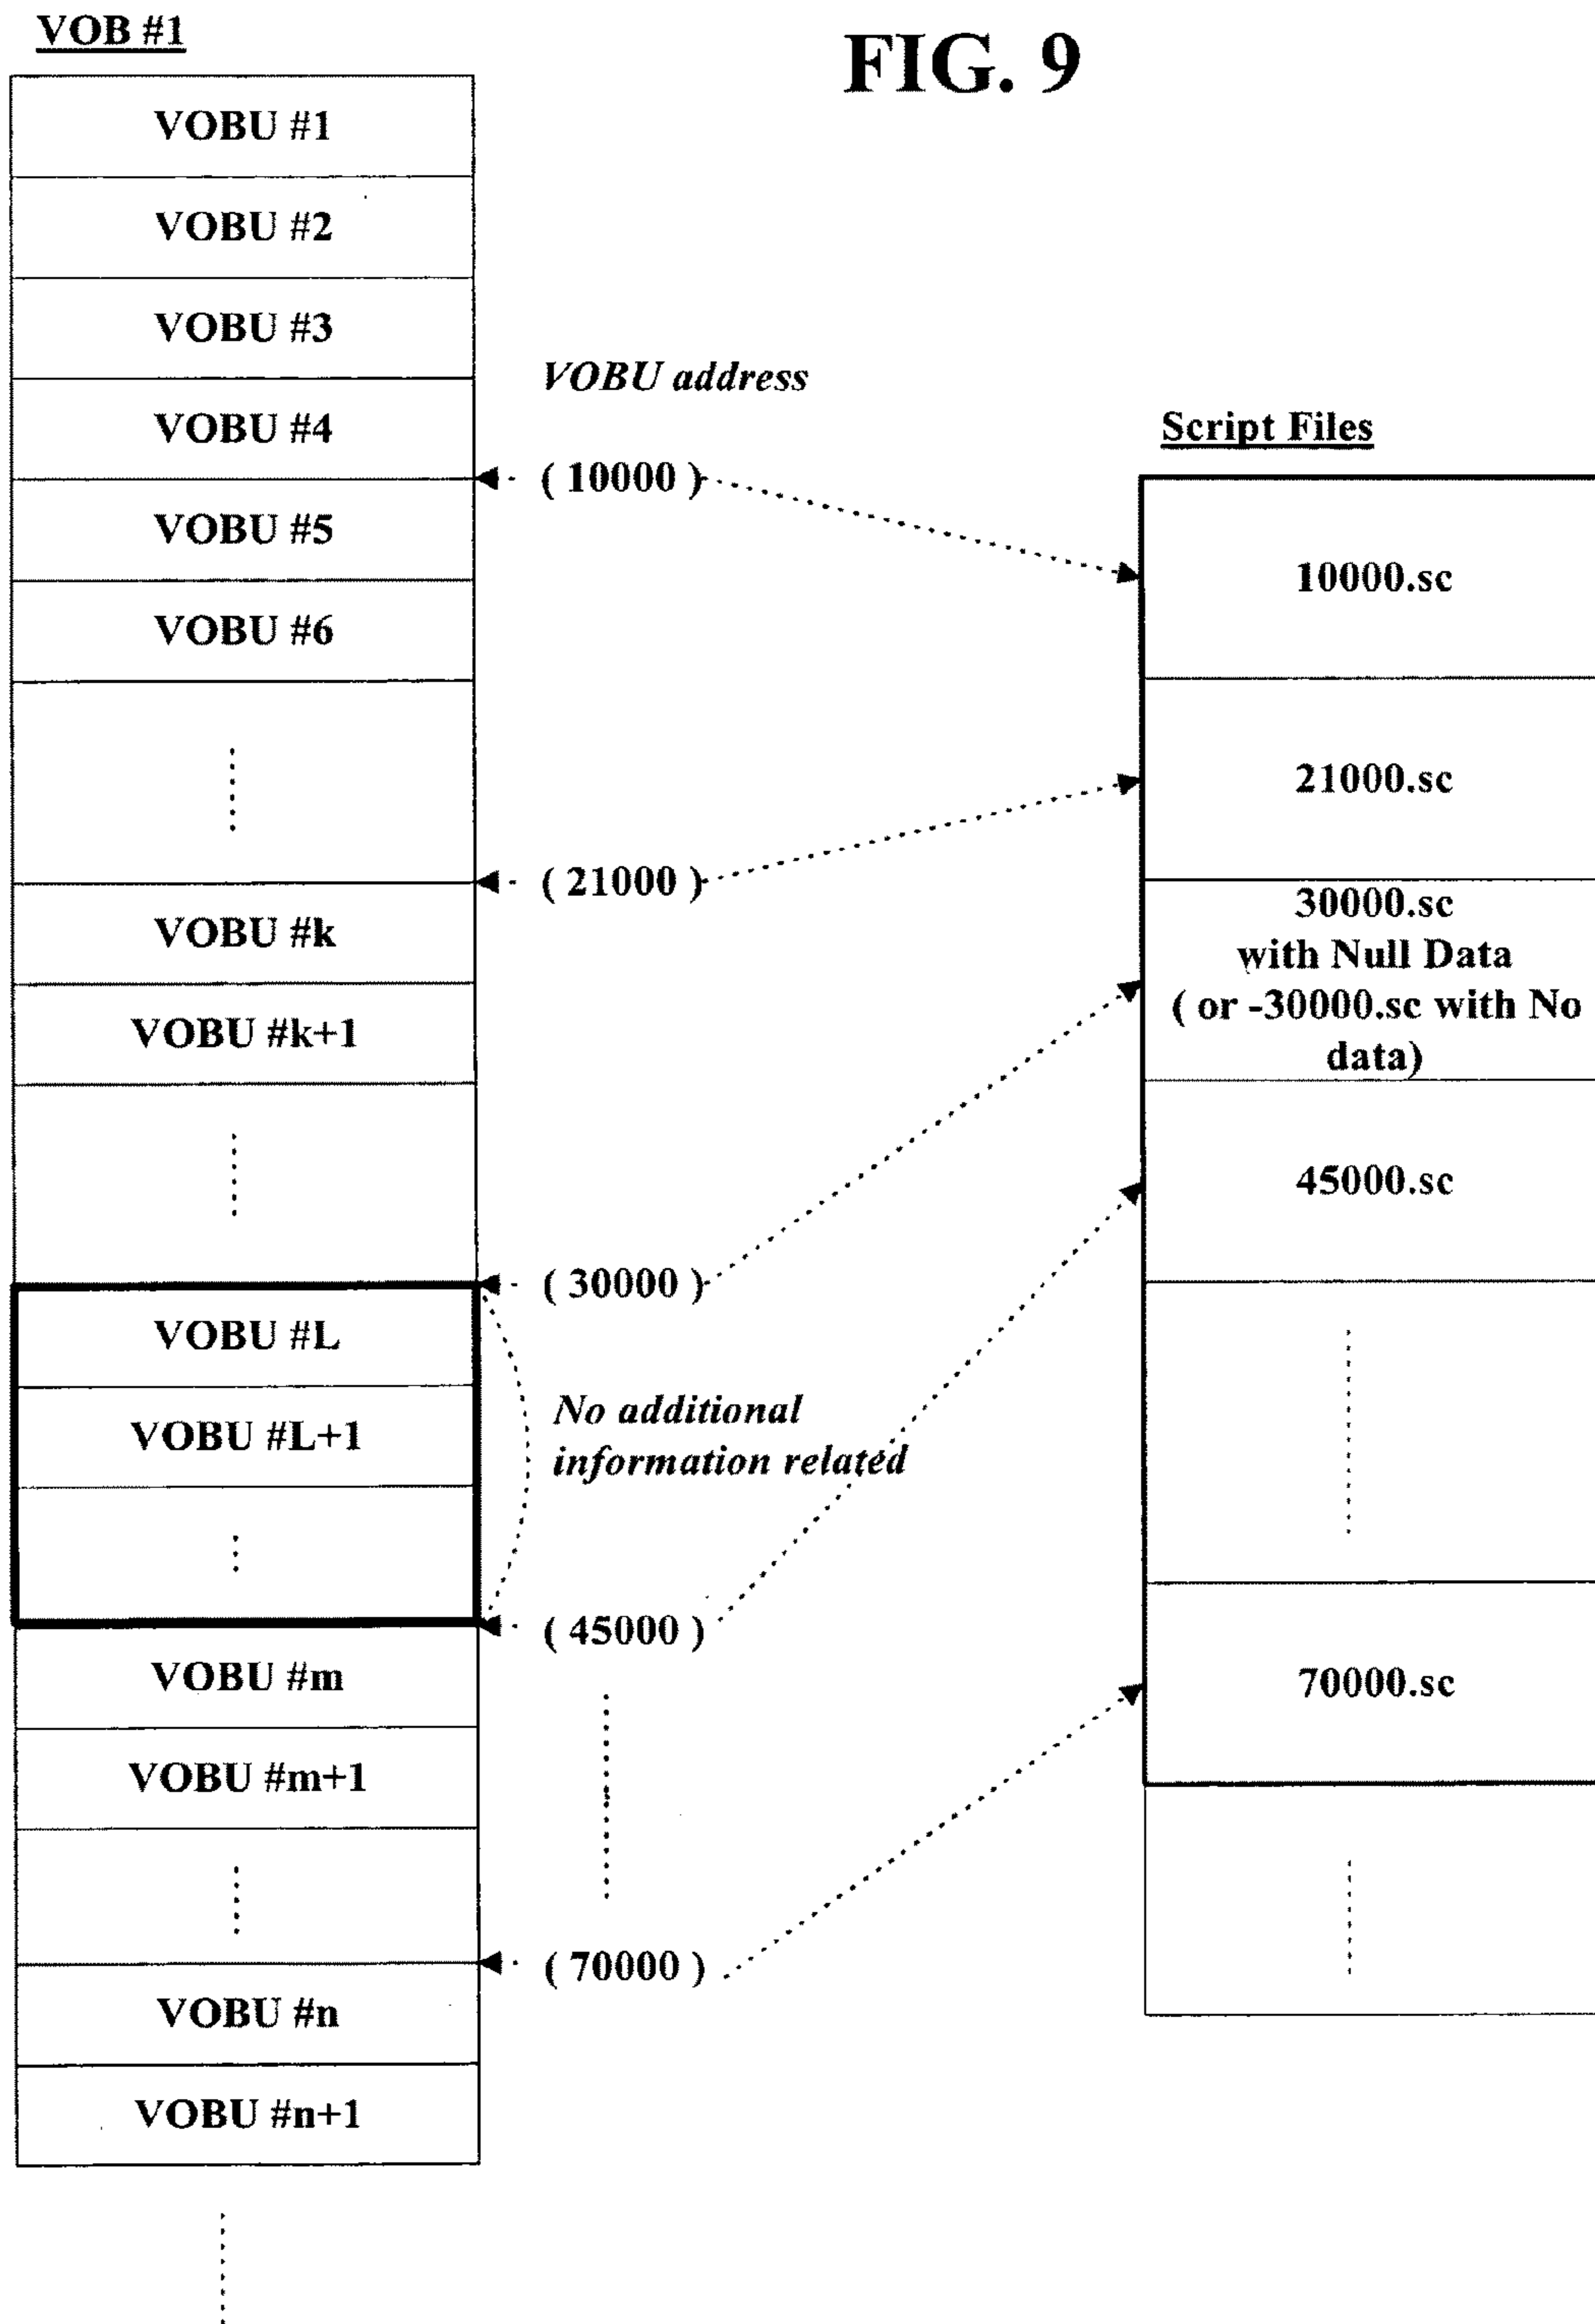 VOB #1
FIG. 9
VOBU #1
VOBU #2
VOBU #3
VOBU #4
VOBU #5
VOBU #6
VOBU #k
VOBU #k+1
VOBU #L
VOBU #L+1
VOBU #m
VOBU #m+1
VOBU #n
VOBU #n+1
VOBU address
( 10000 )
( 21000 )
( 30000 )
No additional
information related
( 45000 )
( 70000 )
Script Files
10000.sc
21000.sc
30000.sc
with Null Data
( or -30000.sc with No
data)
45000.sc
70000.sc